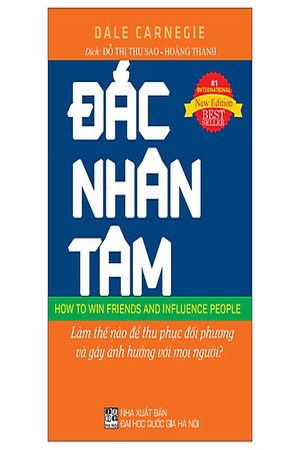 DALE CARNEGIE
Dịch: ĐỖ THỊ THU SAO - HOÀNG THANH
#1
INTERNATIONAL
New Edition
BEST
SELLER
ĐẮC
NHÂN
TÂM
HOW TO WIN FRIENDS AND INFLUENCE PEOPLE
Làm thế nào để thu phục đối phương
và gây ảnh hưởng với mọi người?
NHÀ XUẤT BẢN
ĐẠI HỌC QUỐC GIA HÀ NỘI